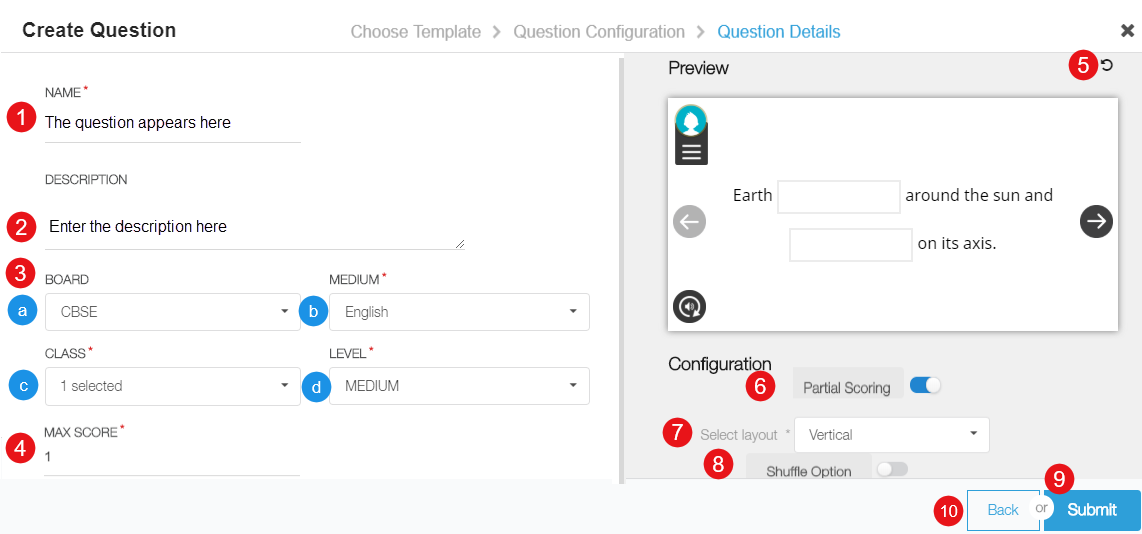 Create Question
Choose Template > Question Configuration > Question Details
NAME *
1 The question appears here
DESCRIPTION
2 Enter the description here
3
BOARD MEDIUM *
a CBSE b English
CLASS * LEVEL *
c 1 selected d MEDIUM
MAX SCORE *
4 1
Preview 5
Earth around the sun and
on its axis.
Configuration
6 Partial Scoring
7 Select layout * Vertical
8 Shuffle Option
9
10 Back or Submit